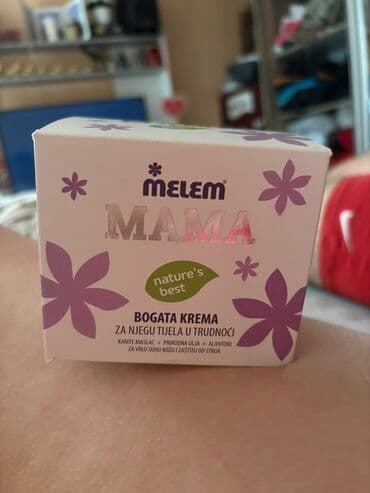 MELEM®
MAMA
nature's
best
BOGATA KREMA
ZA NJEGU TIJELA U TRUDNOĆI
KARITE MASLAC + PRIRODNA ULJA + ALANTOIN
ZA VRLO SUHU KOŽU I ZAŠTITU OD STRIJA